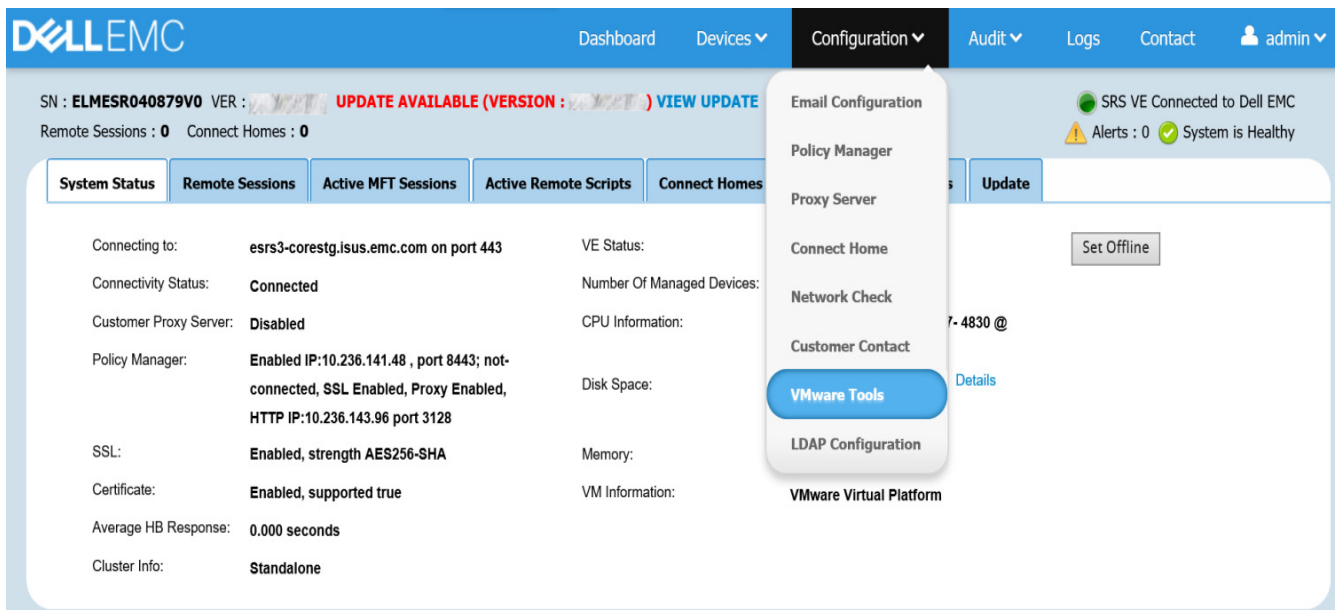 DELLEMC
Dashboard Devices Configuration Audit Logs Contact admin
SN : ELMESR040879V0 VER : UPDATE AVAILABLE (VERSION : ) VIEW UPDATE
SRS VE Connected to Dell EMC
Remote Sessions : 0 Connect Homes : 0
Alerts : 0 System is Healthy
System Status Remote Sessions Active MFT Sessions Active Remote Scripts Connect Homes Update
Email Configuration
Policy Manager
Proxy Server
Connect Home
Network Check
Customer Contact
VMware Tools
LDAP Configuration
Connecting to: esrs3-corestg.isus.emc.com on port 443
Connectivity Status: Connected
Customer Proxy Server: Disabled
Policy Manager: Enabled IP:10.236.141.48 , port 8443; not-
connected, SSL Enabled, Proxy Enabled,
HTTP IP:10.236.143.96 port 3128
SSL: Enabled, strength AES256-SHA
Certificate: Enabled, supported true
Average HB Response: 0.000 seconds
Cluster Info: Standalone
VE Status:
Number Of Managed Devices:
CPU Information: 7- 4830 @
Disk Space: Details
Memory:
VM Information: VMware Virtual Platform
Set Offline